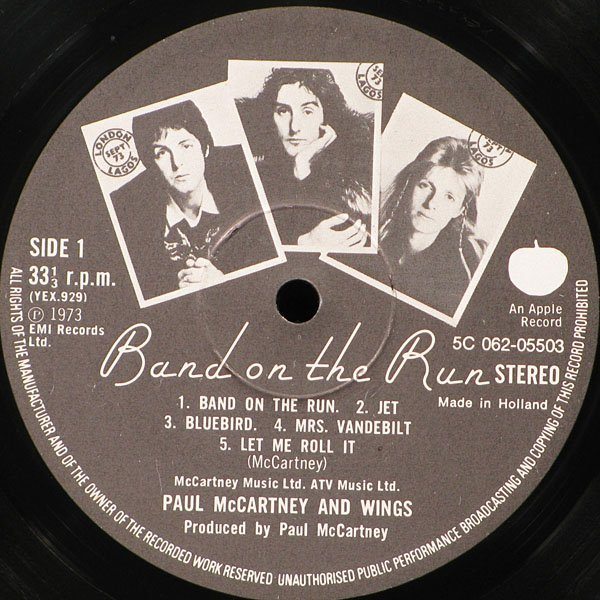 LONDON
SEPT
73
LAGOS
SEPT
73
LAGOS
SEPT
73
LAGOS
SIDE 1
33⅓ r.p.m.
(YEX.929)
℗ 1973
EMI Records
Ltd.
An Apple
Record
5C 062-05503
Band on the Run
STEREO
Made in Holland
1. BAND ON THE RUN. 2. JET
3. BLUEBIRD. 4. MRS. VANDEBILT
5. LET ME ROLL IT
(McCartney)
McCartney Music Ltd. ATV Music Ltd.
PAUL McCARTNEY AND WINGS
Produced by Paul McCartney
ALL RIGHTS OF THE MANUFACTURER AND OF THE OWNER OF THE RECORDED WORK RESERVED UNAUTHORISED PUBLIC PERFORMANCE BROADCASTING AND COPYING OF THIS RECORD PROHIBITED